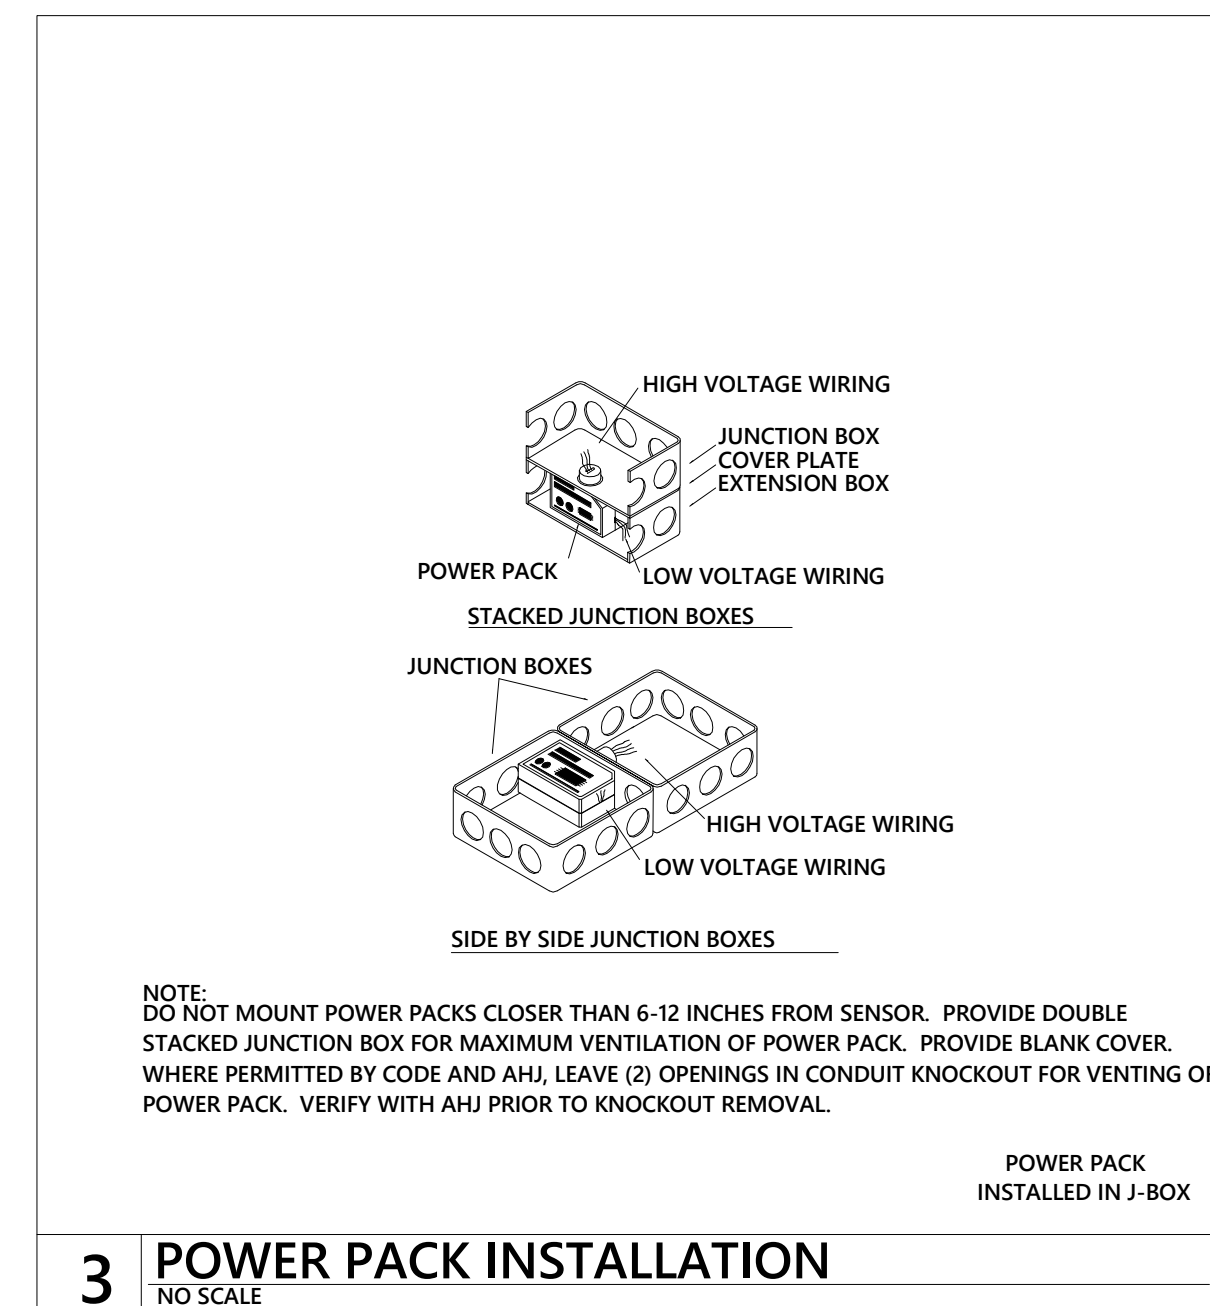 HIGH VOLTAGE WIRING
JUNCTION BOX
COVER PLATE
EXTENSION BOX
POWER PACK
LOW VOLTAGE WIRING
STACKED JUNCTION BOXES
JUNCTION BOXES
HIGH VOLTAGE WIRING
LOW VOLTAGE WIRING
SIDE BY SIDE JUNCTION BOXES
NOTE:
DO NOT MOUNT POWER PACKS CLOSER THAN 6-12 INCHES FROM SENSOR. PROVIDE DOUBLE
STACKED JUNCTION BOX FOR MAXIMUM VENTILATION OF POWER PACK. PROVIDE BLANK COVER.
WHERE PERMITTED BY CODE AND AHJ, LEAVE (2) OPENINGS IN CONDUIT KNOCKOUT FOR VENTING
POWER PACK. VERIFY WITH AHJ PRIOR TO KNOCKOUT REMOVAL.
POWER PACK
INSTALLED IN J-BOX
3
POWER PACK INSTALLATION
NO SCALE